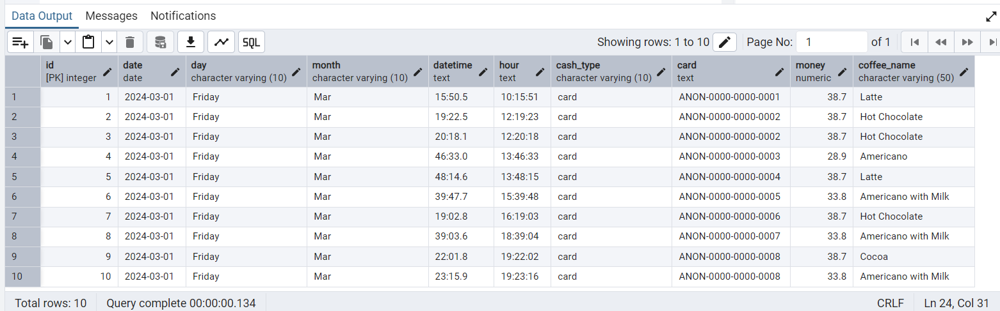 Data Output Messages Notifications
SQL Showing rows: 1 to 10 Page No: 1 of 1
id date day month datetime hour cash_type card money coffee_name
[PK] integer date character varying (10) character varying (10) text text character varying (10) text numeric character varying (50)
1 1 2024-03-01 Friday Mar 15:50.5 10:15:51 card ANON-0000-0000-0001 38.7 Latte
2 2 2024-03-01 Friday Mar 19:22.5 12:19:23 card ANON-0000-0000-0002 38.7 Hot Chocolate
3 3 2024-03-01 Friday Mar 20:18.1 12:20:18 card ANON-0000-0000-0002 38.7 Hot Chocolate
4 4 2024-03-01 Friday Mar 46:33.0 13:46:33 card ANON-0000-0000-0003 28.9 Americano
5 5 2024-03-01 Friday Mar 48:14.6 13:48:15 card ANON-0000-0000-0004 38.7 Latte
6 6 2024-03-01 Friday Mar 39:47.7 15:39:48 card ANON-0000-0000-0005 33.8 Americano with Milk
7 7 2024-03-01 Friday Mar 19:02.8 16:19:03 card ANON-0000-0000-0006 38.7 Hot Chocolate
8 8 2024-03-01 Friday Mar 39:03.6 18:39:04 card ANON-0000-0000-0007 33.8 Americano with Milk
9 9 2024-03-01 Friday Mar 22:01.8 19:22:02 card ANON-0000-0000-0008 38.7 Cocoa
10 10 2024-03-01 Friday Mar 23:15.9 19:23:16 card ANON-0000-0000-0008 33.8 Americano with Milk
Total rows: 10 Query complete 00:00:00.134 CRLF Ln 24, Col 31